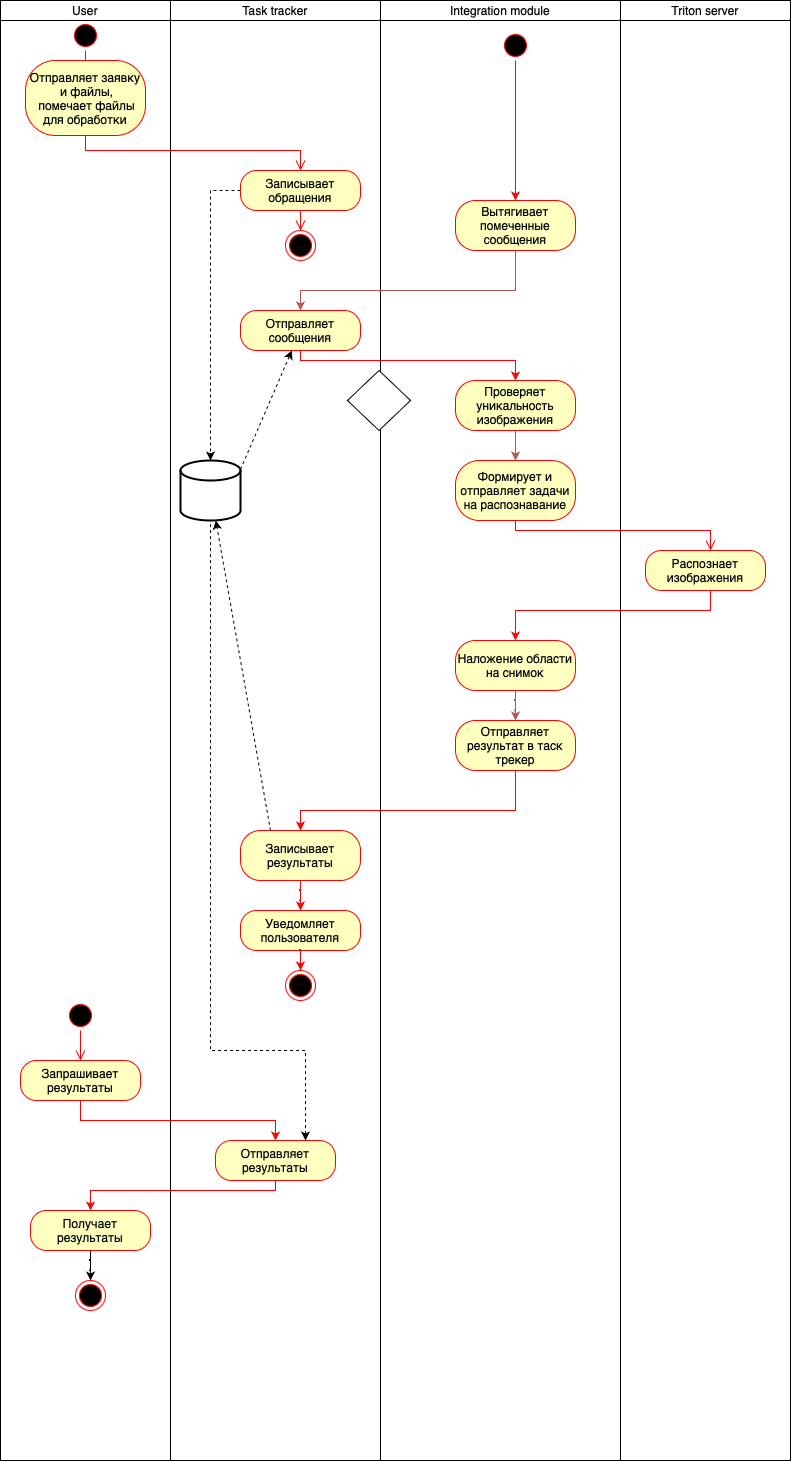 User
Task tracker
Integration module
Triton server
Отправляет заявку
и файлы,
помечает файлы
для обработки
Записывает
обращения
Вытягивает
помеченные
сообщения
Отправляет
сообщения
Проверяет
уникальность
изображения
Формирует и
отправляет задачи
на распознавание
Распознает
изображения
Наложение области
на снимок
Отправляет
результат в таск
трекер
Записывает
результаты
Уведомляет
пользователя
Запрашивает
результаты
Отправляет
результаты
Получает
результаты